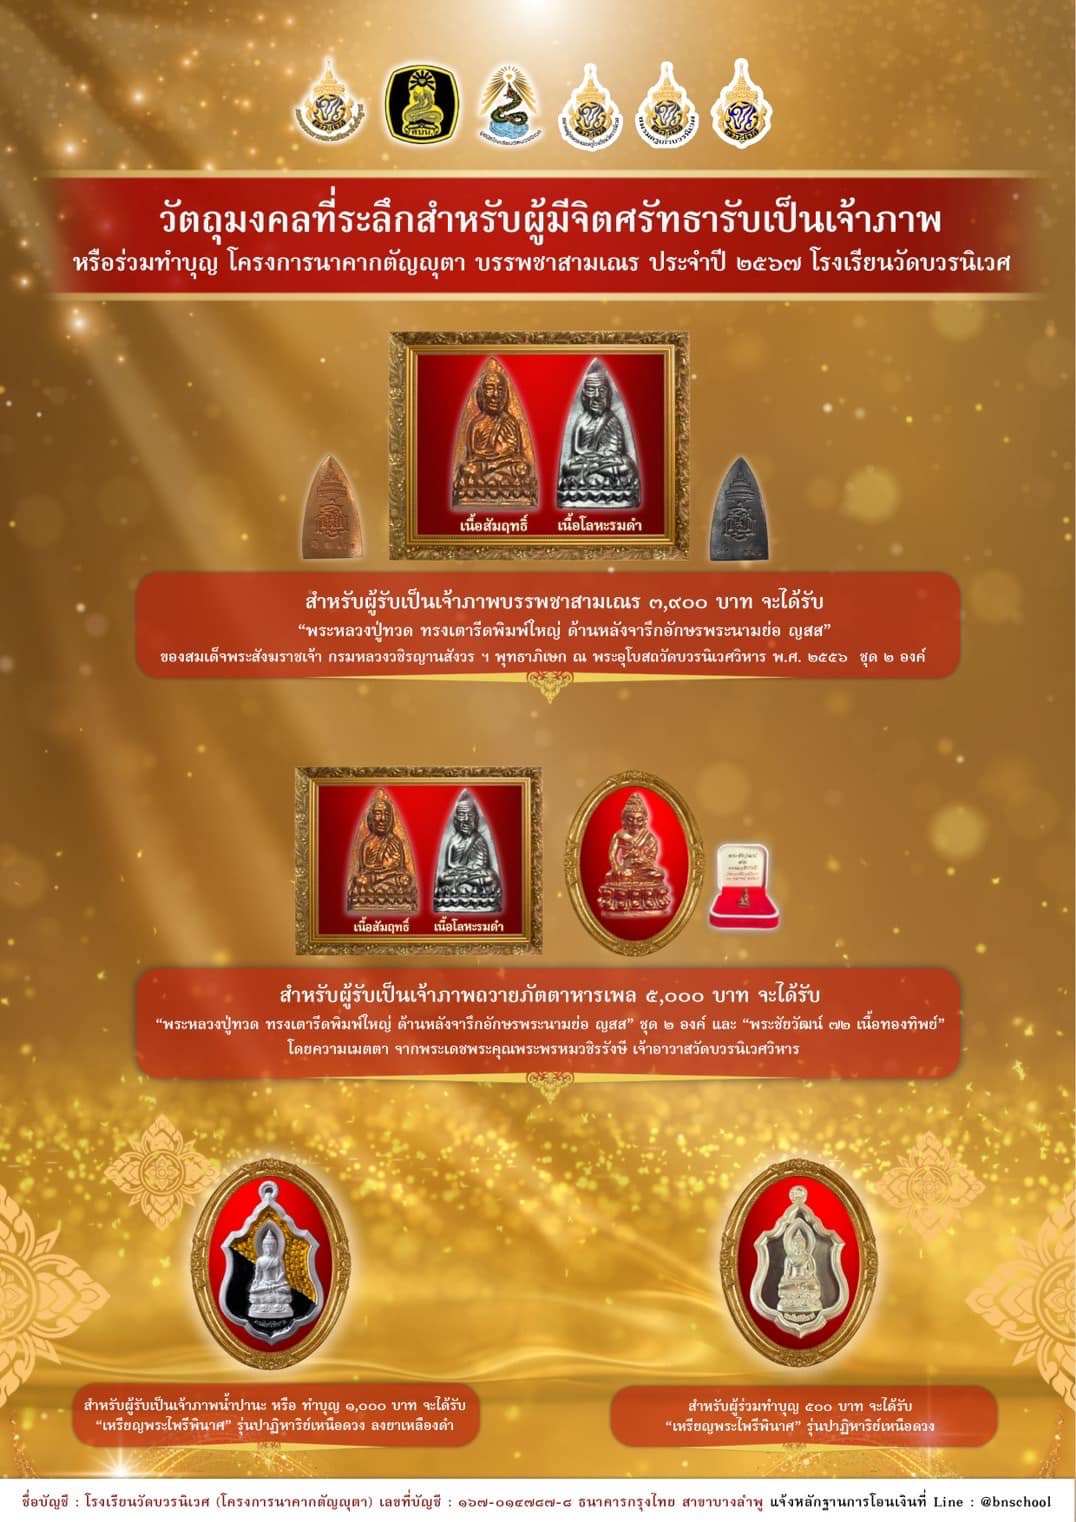 วัตถุมงคลที่ระลึกสำหรับผู้มีจิตศรัทธารับเป็นเจ้าภาพ
หรือร่วมทำบุญ โครงการนาคากตัญญุตา บรรพชาสามเณร ประจำปี ๒๕๖๗ โรงเรียนวัดบวรนิเวศ
เนื้อสัมฤทธิ์ เนื้อโลหะรมดำ
สำหรับผู้รับเป็นเจ้าภาพบรรพชาสามเณร ๓,๙๐๐ บาท จะได้รับ
“พระหลวงปู่ทวด ทรงเตารีดพิมพ์ใหญ่ ด้านหลังจารึกอักษรพระนามย่อ ญสส”
ของสมเด็จพระสังฆราชเจ้า กรมหลวงวชิรญาณสังวร ฯ พุทธาภิเษก ณ พระอุโบสถวัดบวรนิเวศวิหาร พ.ศ. ๒๕๕๖ ชุด ๒ องค์
เนื้อสัมฤทธิ์ เนื้อโลหะรมดำ
สำหรับผู้รับเป็นเจ้าภาพถวายภัตตาหารเพล ๕,๐๐๐ บาท จะได้รับ
“พระหลวงปู่ทวด ทรงเตารีดพิมพ์ใหญ่ ด้านหลังจารึกอักษรพระนามย่อ ญสส” ชุด ๒ องค์ และ “พระชัยวัฒน์ ๗๒ เนื้อทองทิพย์”
โดยความเมตตา จากพระเดชพระคุณพระพรหมวชิรรังษี เจ้าอาวาสวัดบวรนิเวศวิหาร
สำหรับผู้รับเป็นเจ้าภาพน้ำปานะ หรือ ทำบุญ ๑,๐๐๐ บาท จะได้รับ
“เหรียญพระไพรีพินาศ” รุ่นปาฏิหาริย์เหนือดวง ลงยาเหลืองดำ
สำหรับผู้ร่วมทำบุญ ๕๐๐ บาท จะได้รับ
“เหรียญพระไพรีพินาศ” รุ่นปาฏิหาริย์เหนือดวง
ชื่อบัญชี : โรงเรียนวัดบวรนิเวศ (โครงการนาคากตัญญุตา) เลขที่บัญชี : ๑๖๗-๐๑๔๗๘๗-๘ ธนาคารกรุงไทย สาขาบางลำพู แจ้งหลักฐานการโอนเงินที่ Line : @bnschool